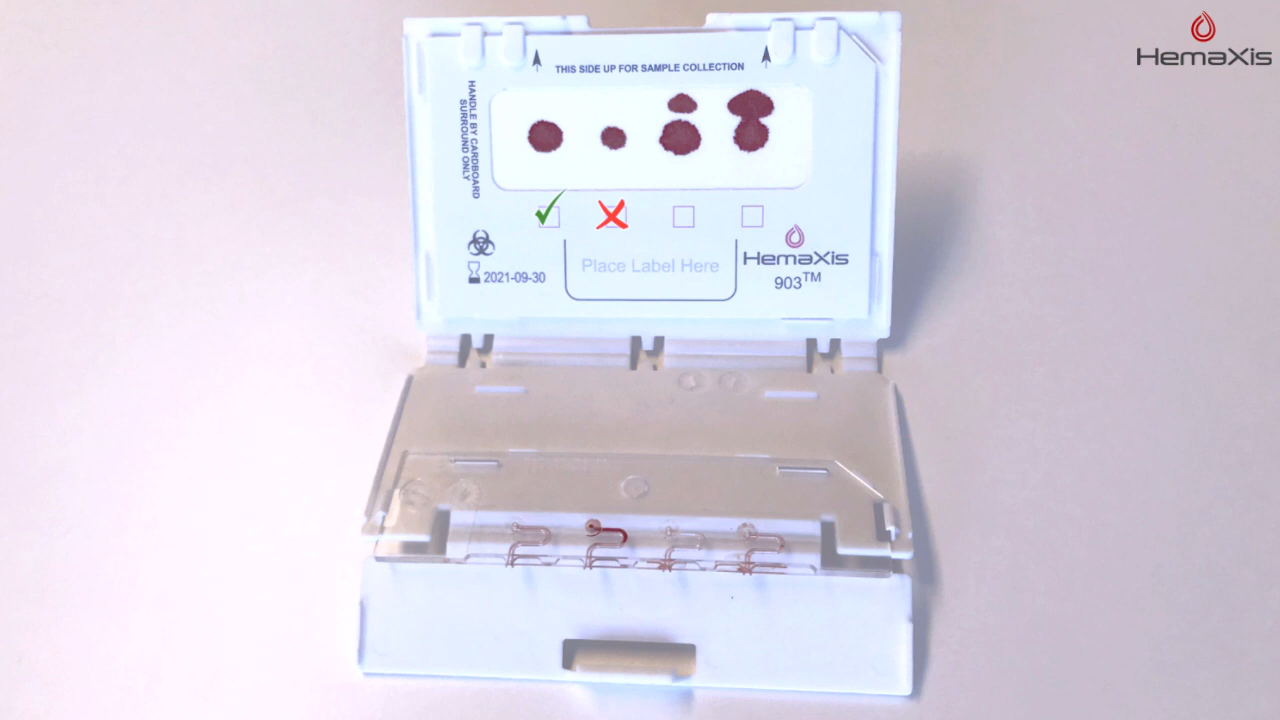 HemaXis
THIS SIDE UP FOR SAMPLE COLLECTION
HANDLE BY CARDBOARD
SURROUND ONLY
Place Label Here
2021-09-30
HemaXis
903™